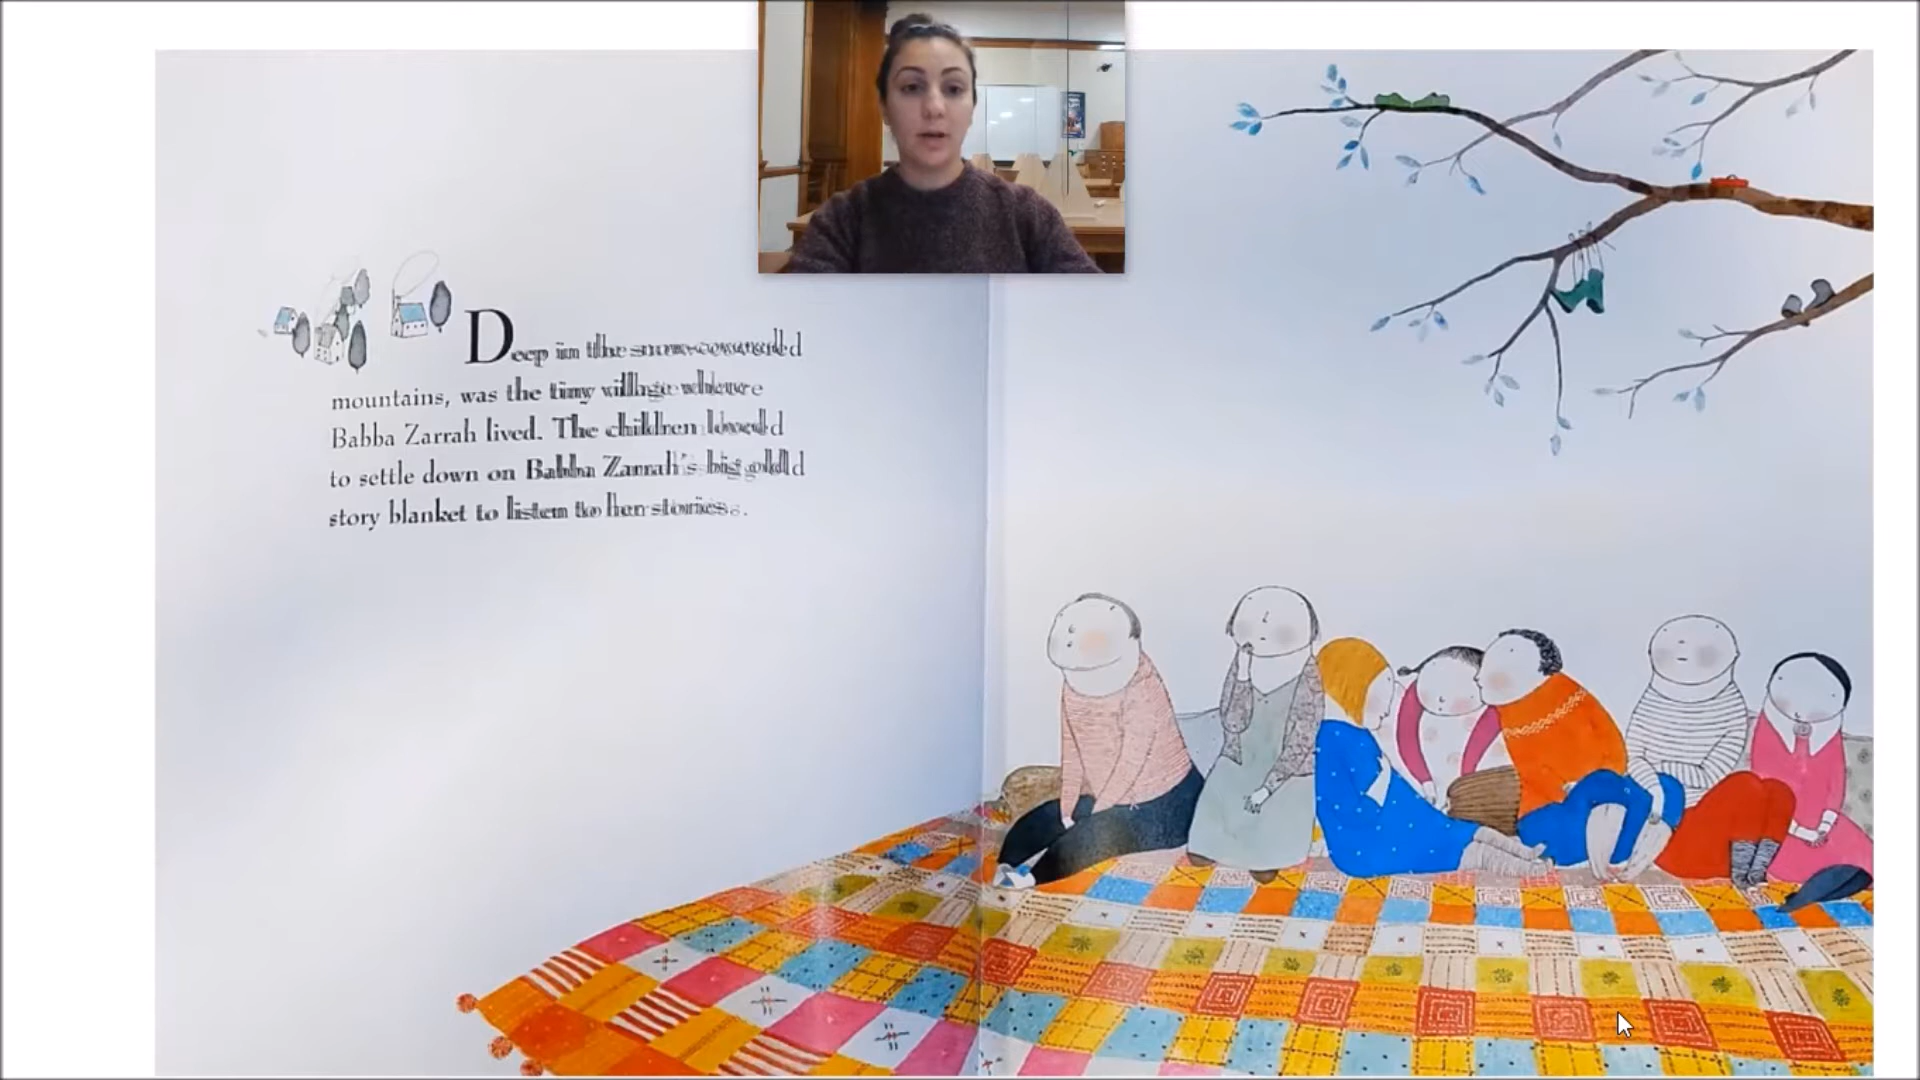 Deep in the snow-covered
mountains, was the tiny village where
Babba Zarrah lived. The children loved
to settle down on Babba Zarrah's big old
story blanket to listen to her stories.